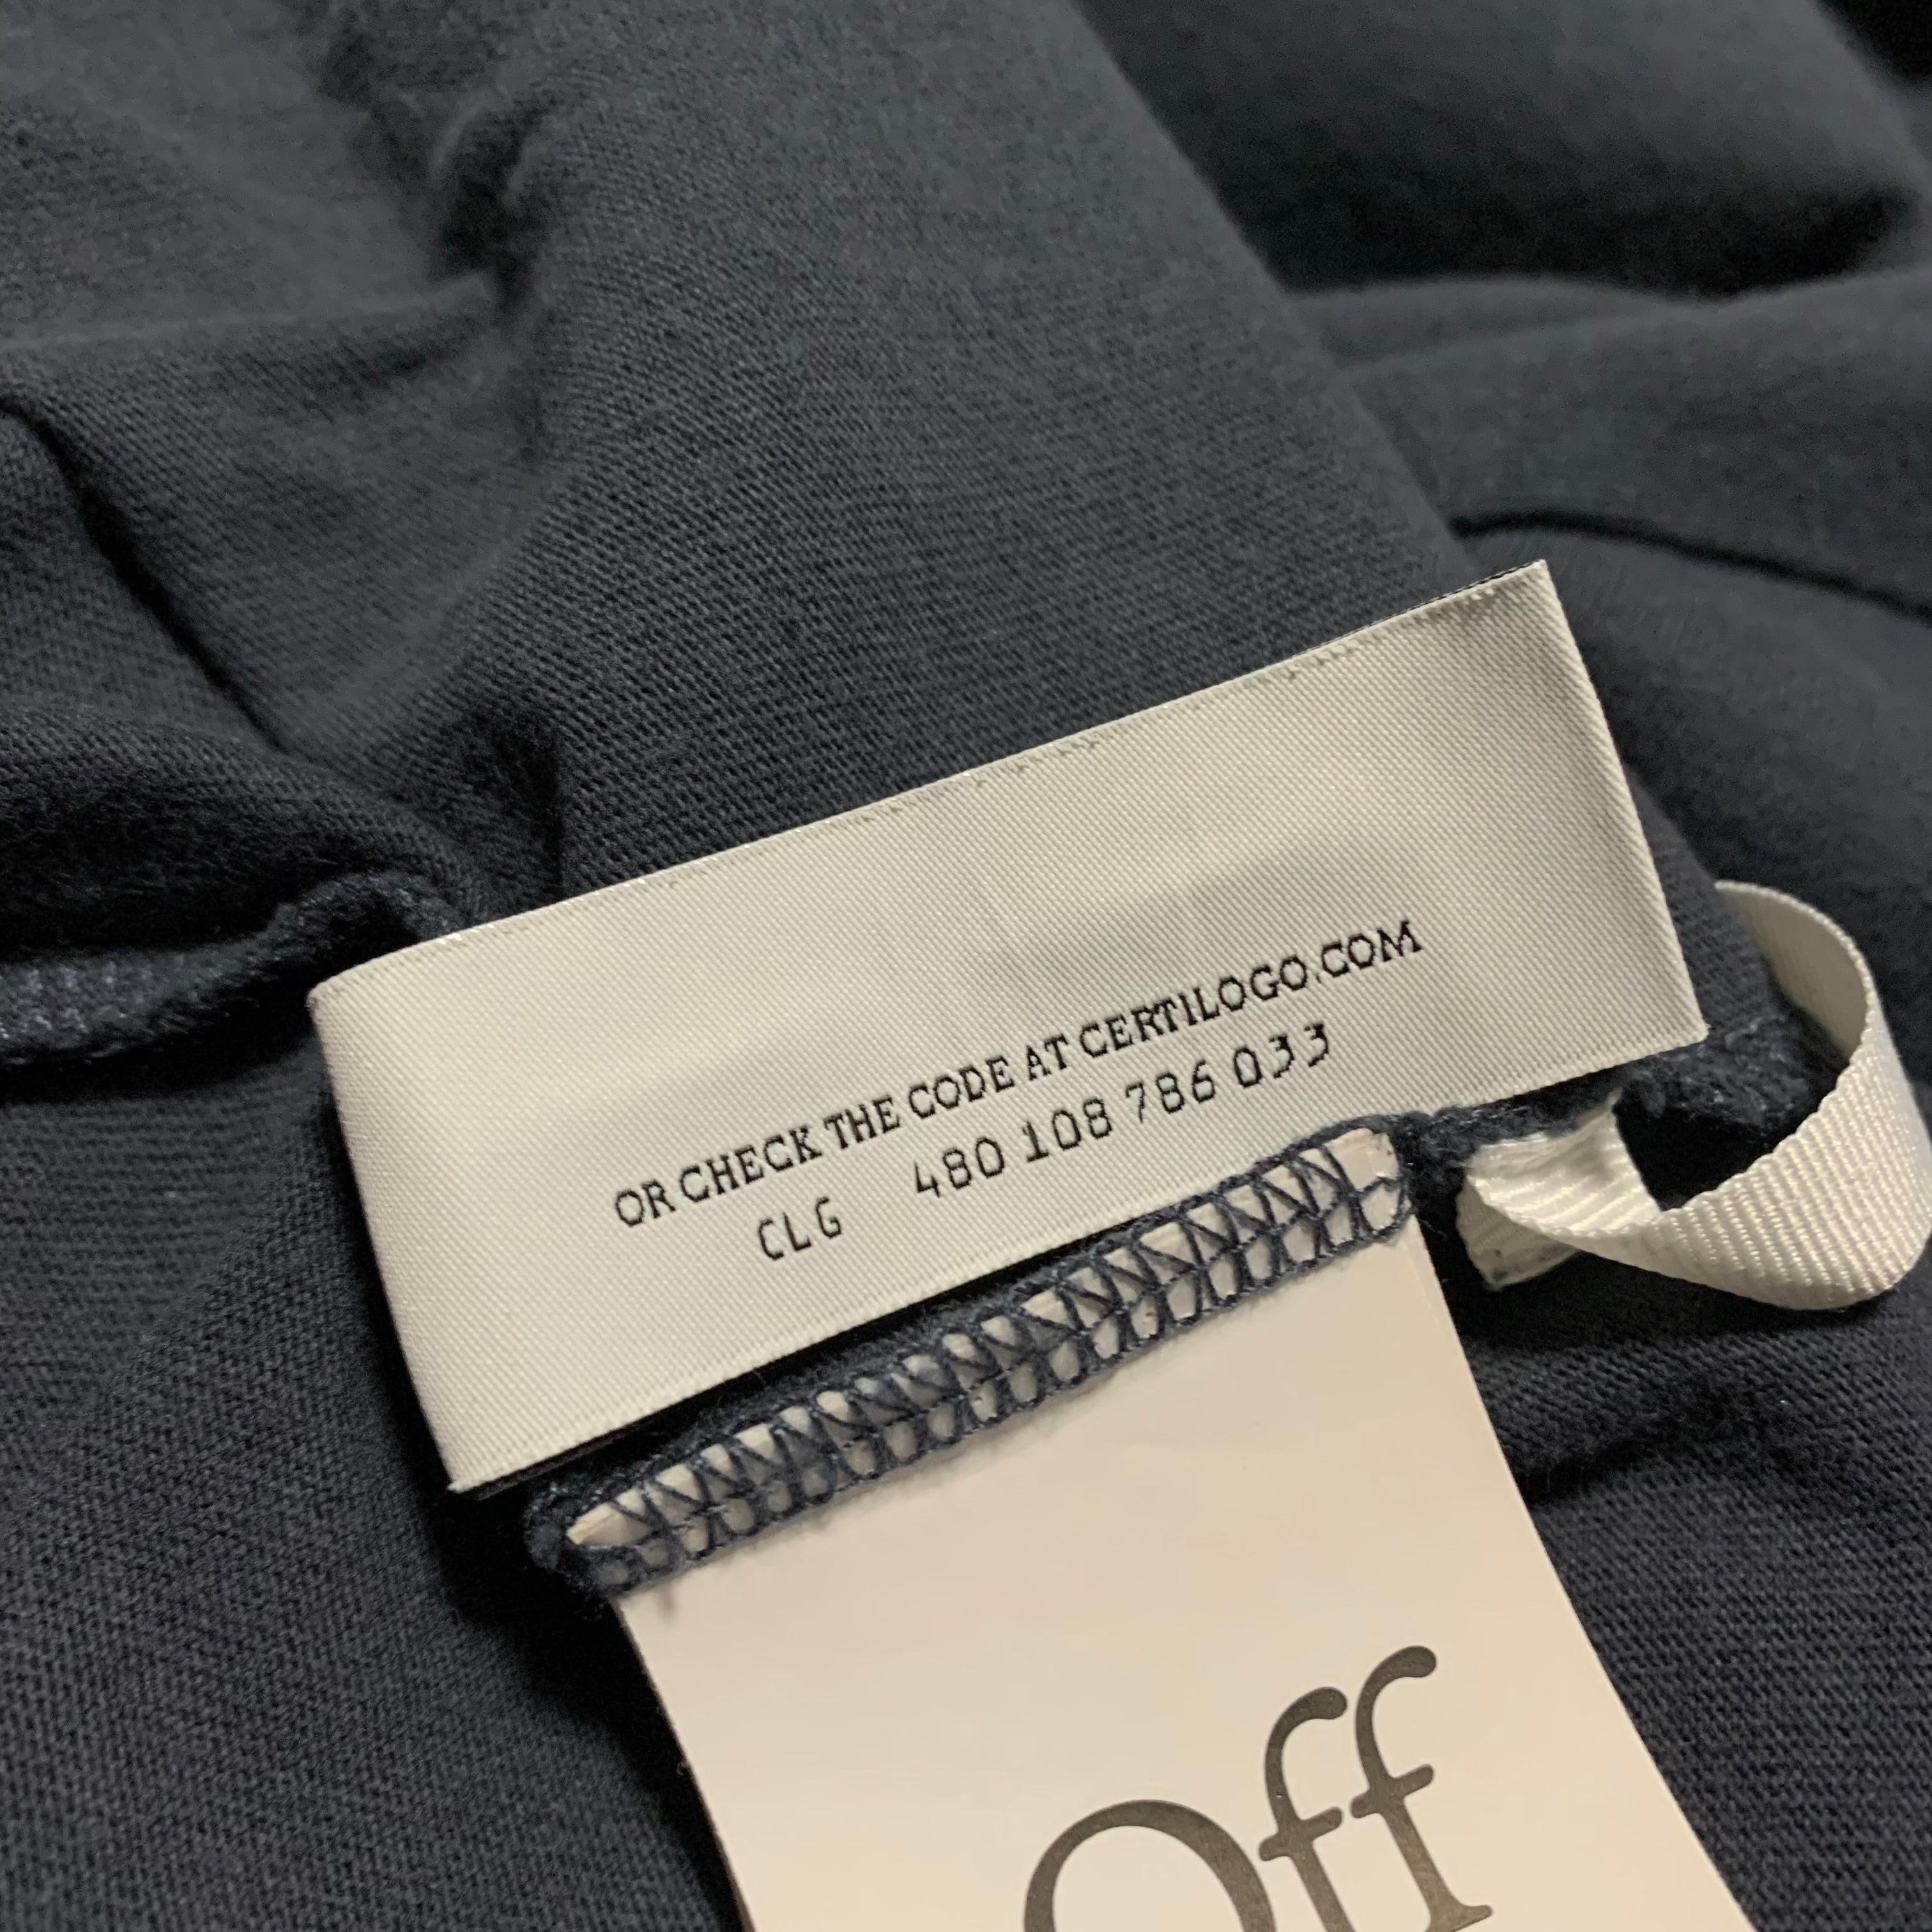 OR CHECK THE CODE AT CERTILOGO.COM
CLG 480 108 786 033
Off